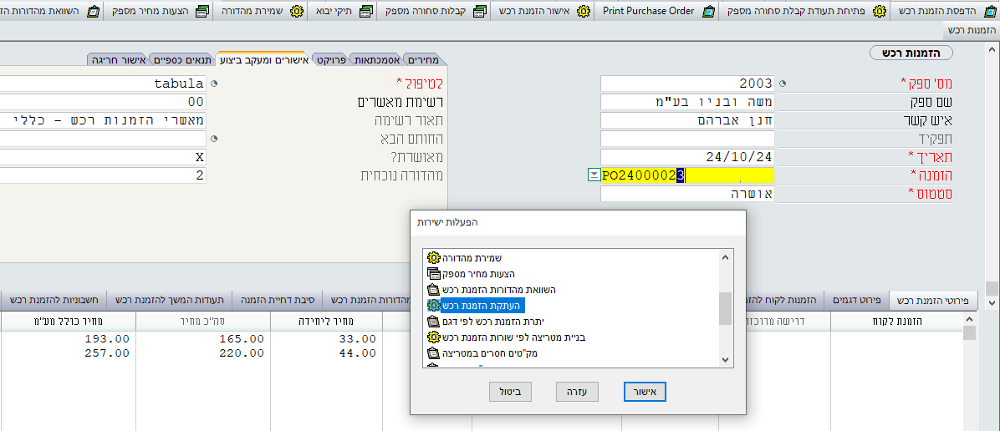 הדפסת הזמנת רכש
פתיחת תעודת קבלת סחורה מספק
Print Purchase Order
אישור הזמנת רכש
קבלות סחורה מספק
תיקי יבוא
שמירת מהדורה
הצעות מחיר מספק
השוואת מהדורות הז
הזמנות רכש
הזמנות רכש
מחירים
אסמכתאות
פרויקט
אישורים ומעקב ביצוע
תנאים כספיים
אישור חריגה
מס' ספק * 2003
שם ספק משה ובניו בע"מ
איש קשר חנן אברהם
תפקיד
תאריך * 24/10/24
הזמנה * PO24000023
סטטוס * אושרה
לטיפול * tabula
רשימת מאשרים 00
תאור רשימה מאשרי הזמנות רכש - כללי
החותם הבא
מאושרת? X
מהדורה נוכחית 2
הפעלות ישירות
שמירת מהדורה
הצעות מחיר מספק
השוואת מהדורות הזמנת רכש
העתקת הזמנת רכש
יתרת הזמנת רכש לפי דגם
בניית מטריצה לפי שורות הזמנת רכש
מק"טים חסרים במטריצה
אישור
עזרה
ביטול
פירוטי הזמנת רכש
פירוט דגמים
הזמנות לקוח להז
מהדורות הזמנת רכש
סיבת דחיית הזמנה
תעודות המשך להזמנת רכש
חשבוניות להזמנת רכש
הזמנת לקוח
דרישה מרוכז
מחיר ליחידה
סה"כ מחיר
מחיר כולל מע"מ
33.00 165.00 193.00
44.00 220.00 257.00